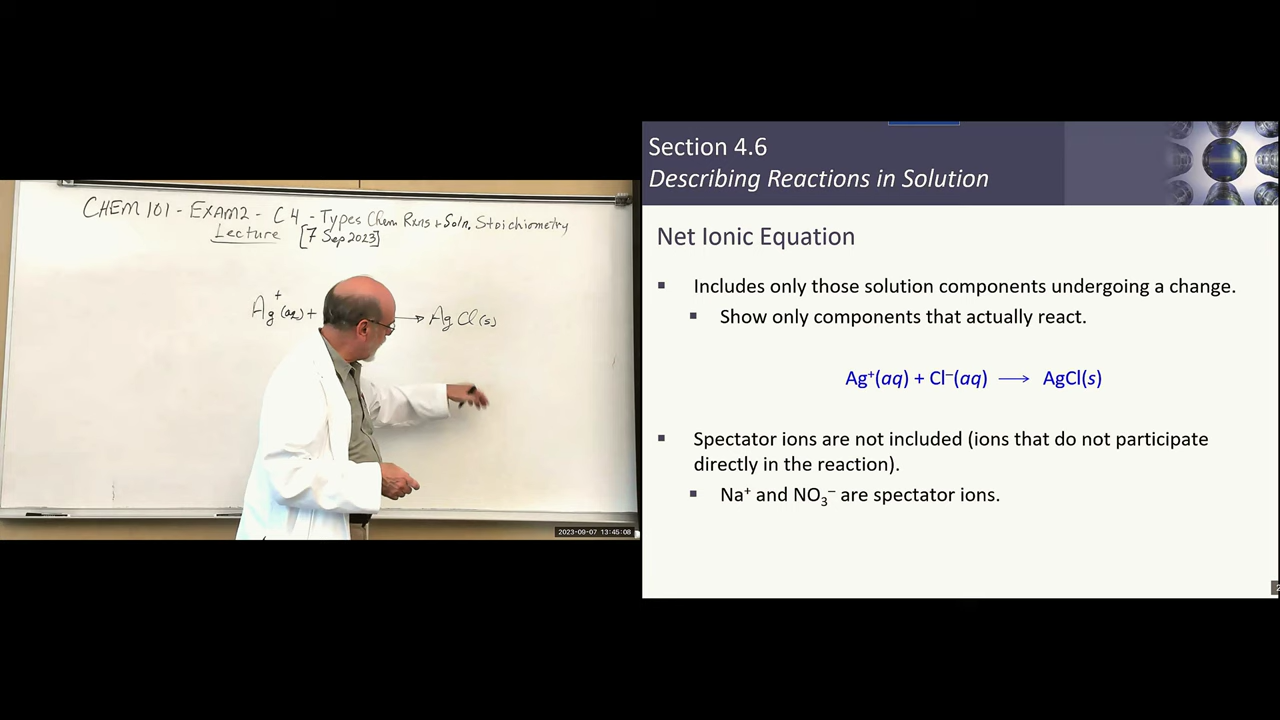 CHEM 101 - EXAM2 - C 4 - Types Chem Rxns + Soln. Stoichiometry
Lecture [7 Sep 2023]
Ag+(aq) + → AgCl(s)
2023-09-07 13:45:08
Section 4.6
Describing Reactions in Solution
Net Ionic Equation
▪ Includes only those solution components undergoing a change.
▪ Show only components that actually react.
Ag⁺(aq) + Cl⁻(aq) ⟶ AgCl(s)
▪ Spectator ions are not included (ions that do not participate
directly in the reaction).
▪ Na⁺ and NO₃⁻ are spectator ions.